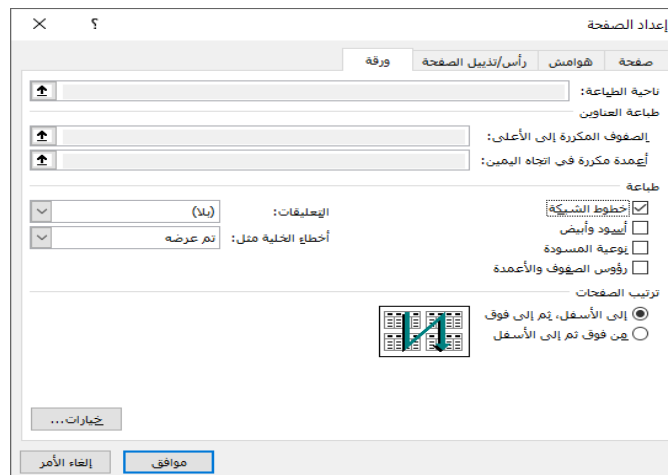 إعداد الصفحة ؟
صفحة هوامش رأس/تذييل الصفحة ورقة
ناحية الطباعة:
طباعة العناوين
الصفوف المكررة إلى الأعلى:
أعمدة مكررة في اتجاه اليمين:
طباعة
خطوط الشبكة التعليقات: (بلا)
أسود وأبيض أخطاء الخلية مثل: تم عرضه
نوعية المسودة
رؤوس الصفوف والأعمدة
ترتيب الصفحات
إلى الأسفل، ثم إلى فوق
من فوق ثم إلى الأسفل
خيارات...
موافق إلغاء الأمر